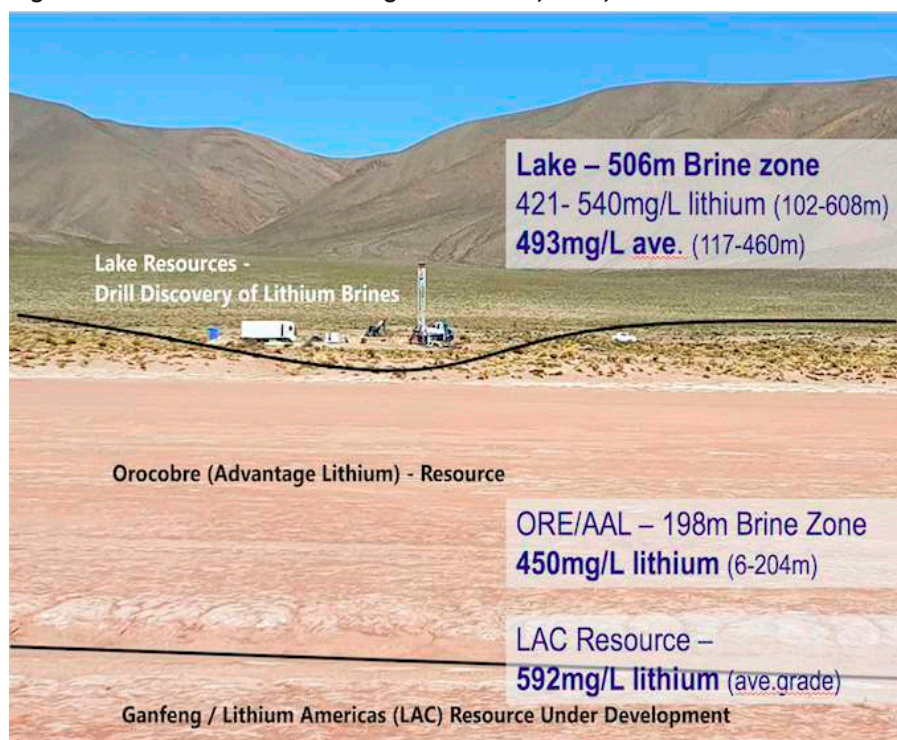 Lake – 506m Brine zone
421- 540mg/L lithium (102-608m)
493mg/L ave. (117-460m)
Lake Resources -
Drill Discovery of Lithium Brines
Orocobre (Advantage Lithium) - Resource
ORE/AAL – 198m Brine Zone
450mg/L lithium (6-204m)
LAC Resource –
592mg/L lithium (ave.grade)
Ganfeng / Lithium Americas (LAC) Resource Under Development